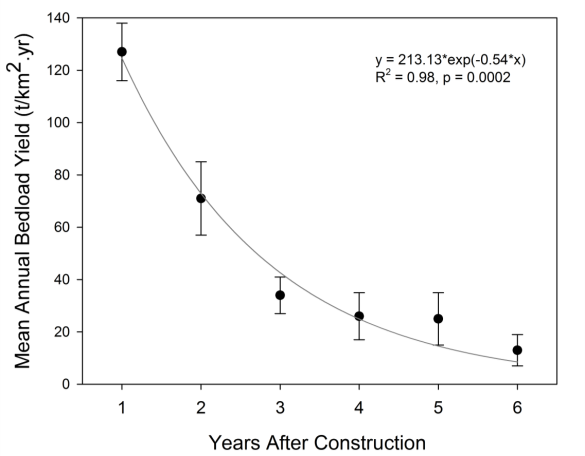 Mean Annual Bedload Yield (t/km².yr)
140
120
100
80
60
40
20
0
y = 213.13*exp(-0.54*x)
R² = 0.98, p = 0.0002
1 2 3 4 5 6
Years After Construction